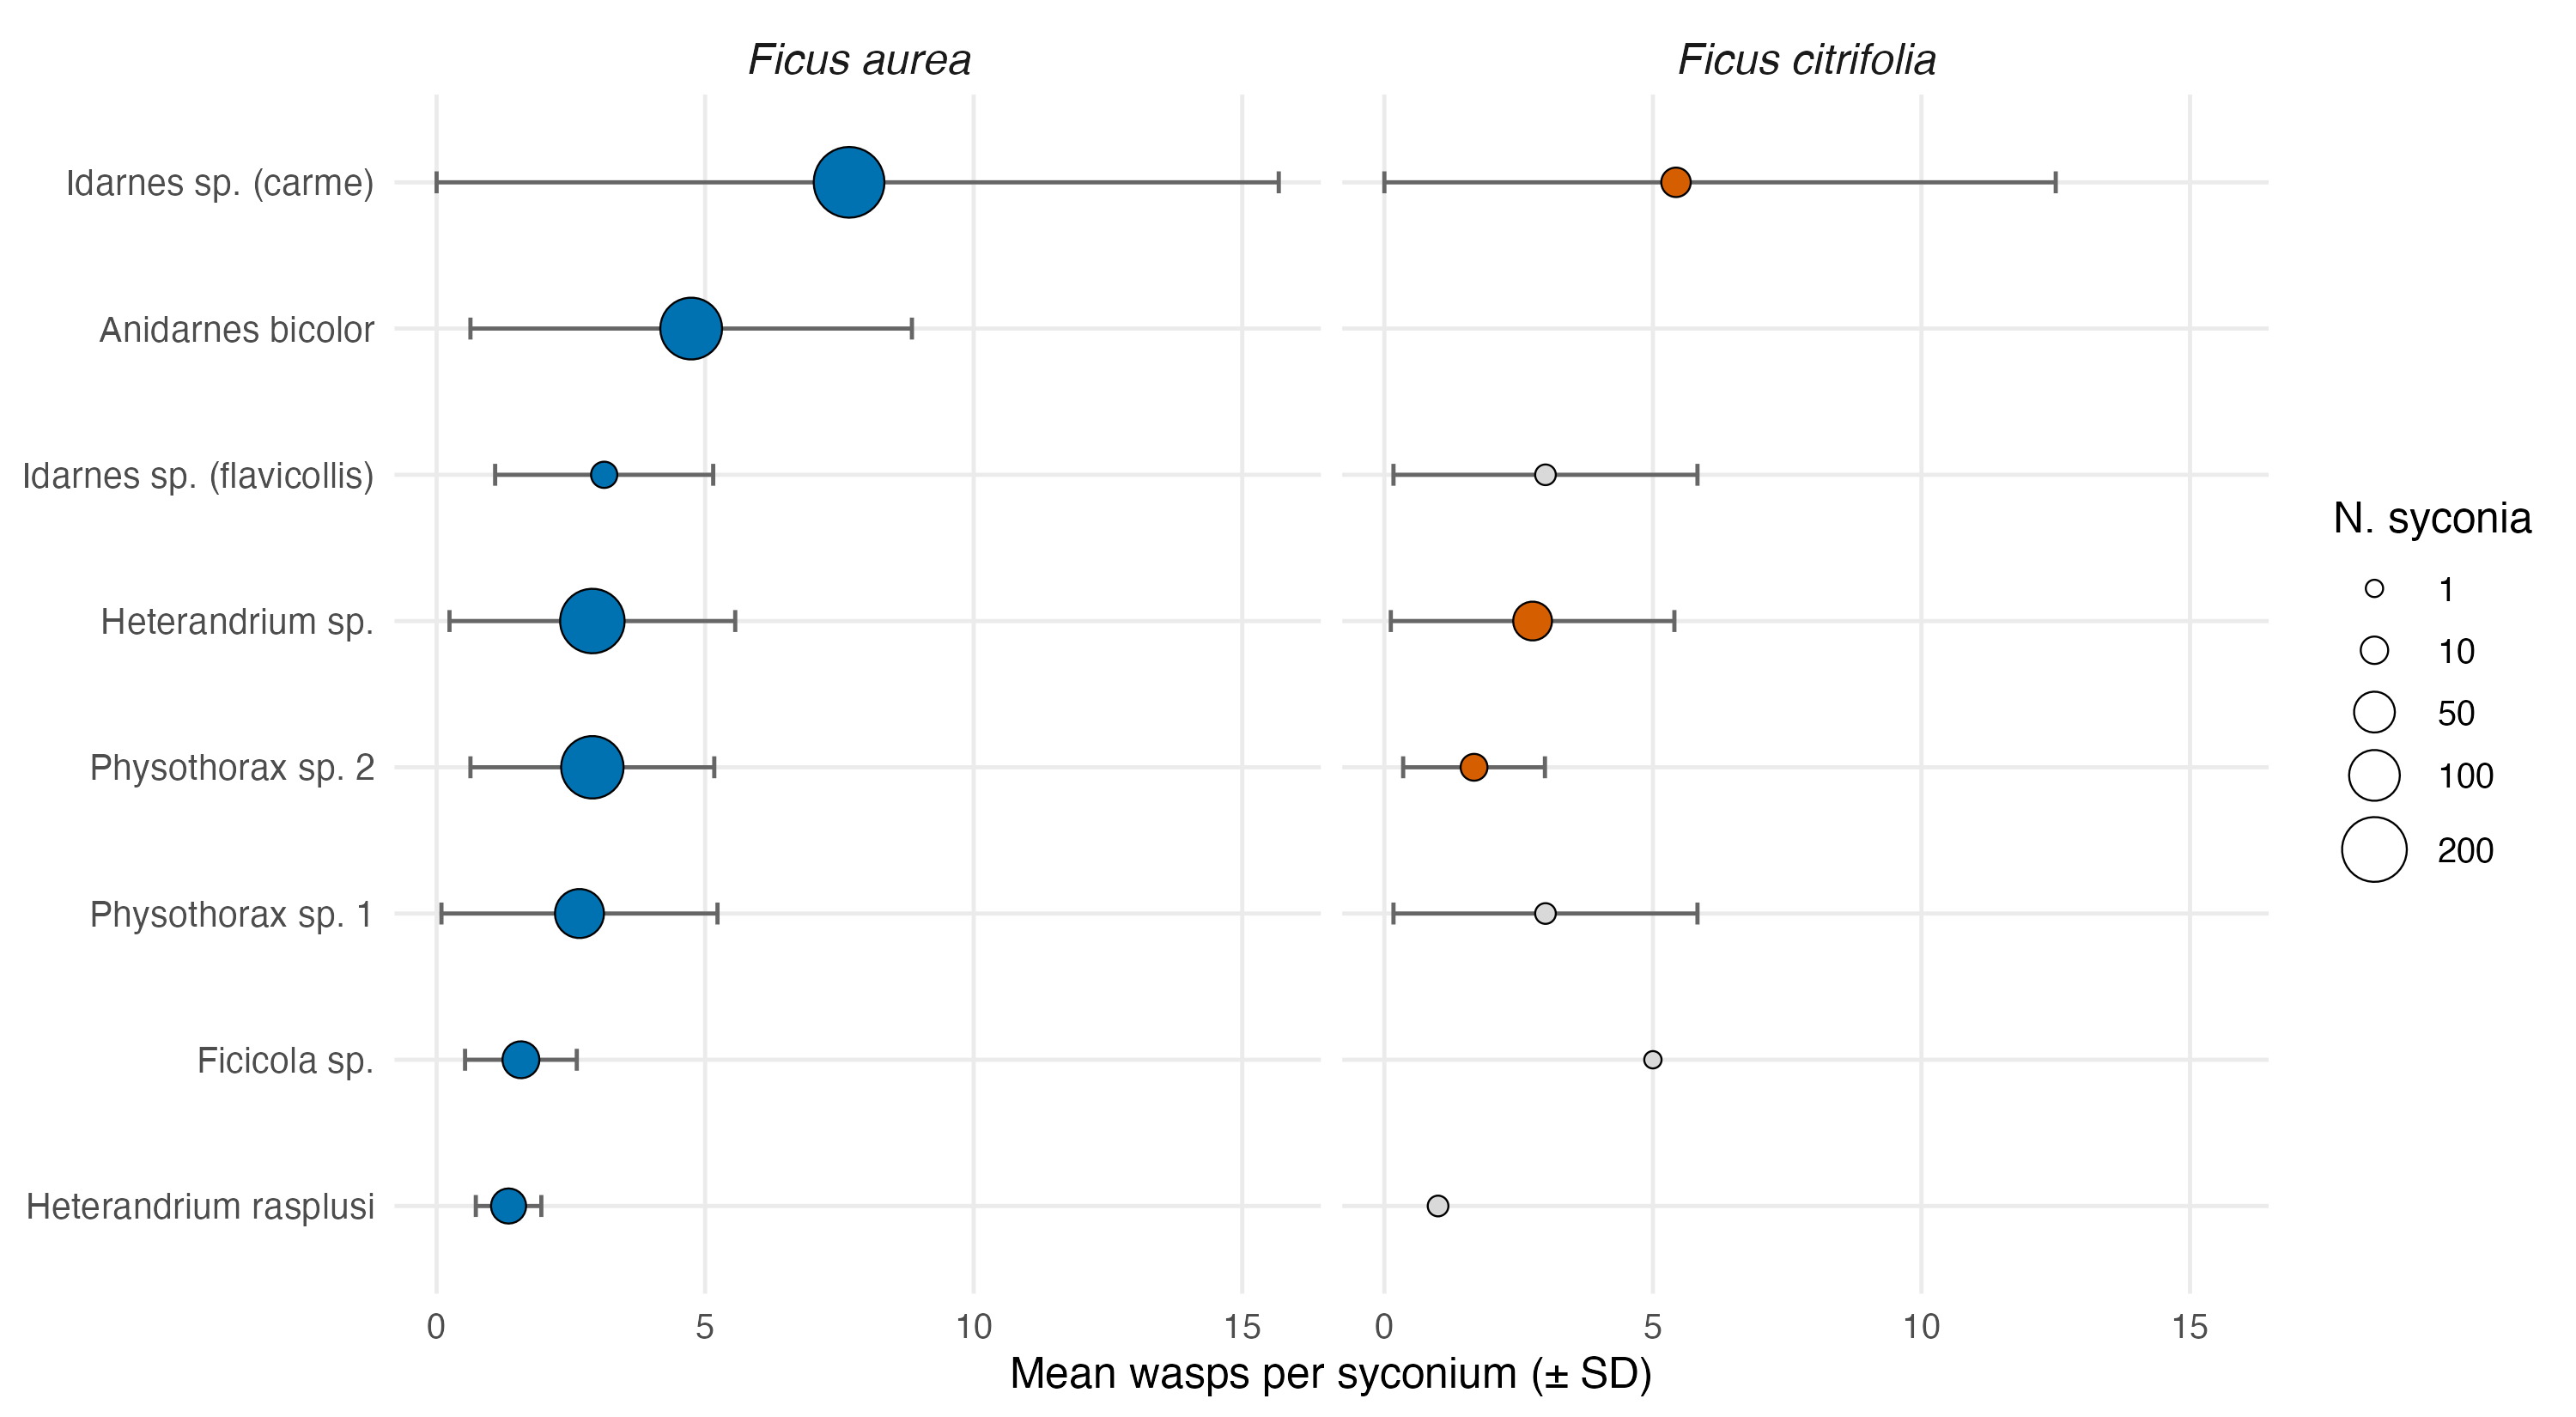 Ficus aurea
Ficus citrifolia
Idarnes sp. (carme)
Anidarnes bicolor
Idarnes sp. (flavicollis)
Heterandrium sp.
Physothorax sp. 2
Physothorax sp. 1
Ficicola sp.
Heterandrium rasplusi
0 5 10 15
0 5 10 15
Mean wasps per syconium (± SD)
N. syconia
1
10
50
100
200